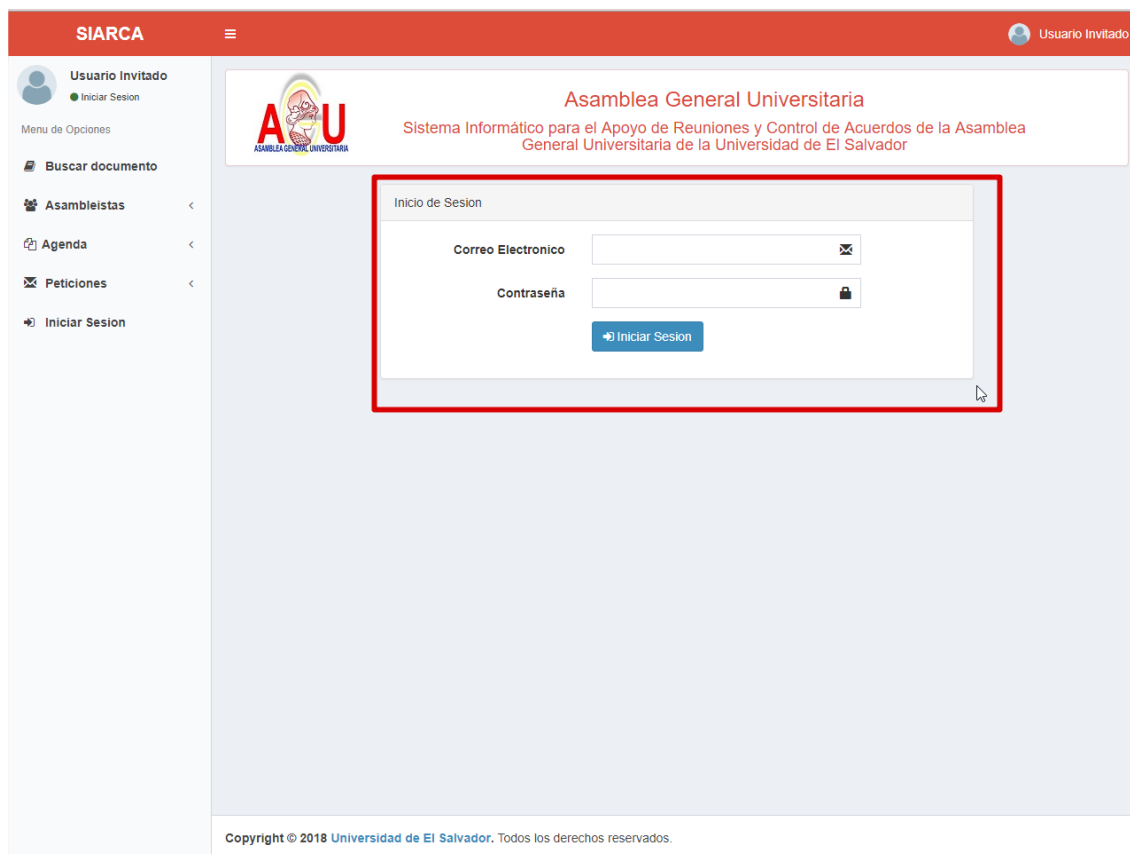 SIARCA
Usuario Invitado
Usuario Invitado
Iniciar Sesion
Menu de Opciones
Buscar documento
Asambleistas
Agenda
Peticiones
Iniciar Sesion
AGU
ASAMBLEA GENERAL UNIVERSITARIA
Asamblea General Universitaria
Sistema Informático para el Apoyo de Reuniones y Control de Acuerdos de la Asamblea
General Universitaria de la Universidad de El Salvador
Inicio de Sesion
Correo Electronico
Contraseña
Iniciar Sesion
Copyright © 2018 Universidad de El Salvador. Todos los derechos reservados.